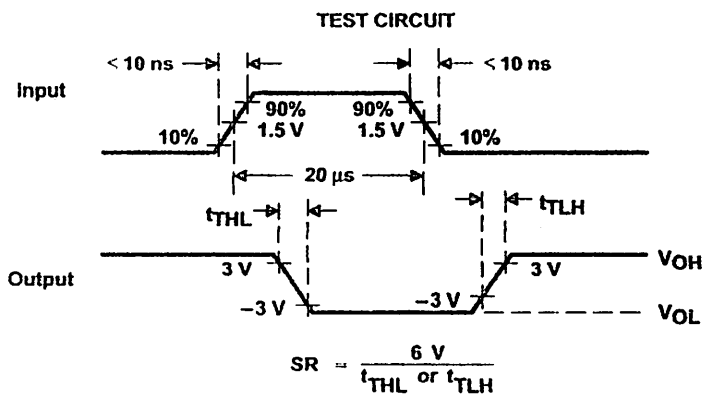 TEST CIRCUIT
< 10 ns
< 10 ns
Input
90%
90%
1.5 V
1.5 V
10%
10%
20 µs
tTHL
tTLH
Output
3 V
3 V
VOH
–3 V
–3 V
VOL
SR = 6 V / tTHL or tTLH